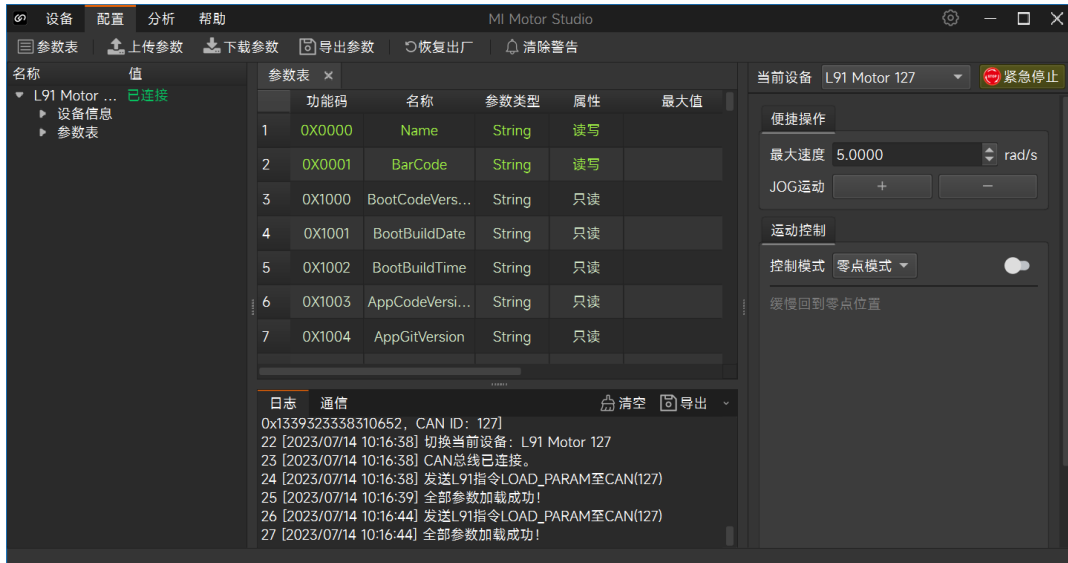 设备 配置 分析 帮助 MI Motor Studio
参数表 上传参数 下载参数 导出参数 恢复出厂 清除警告
名称 值
L91 Motor ... 已连接
设备信息
参数表
参数表 ×
功能码 名称 参数类型 属性 最大值
1 0X0000 Name String 读写
2 0X0001 BarCode String 读写
3 0X1000 BootCodeVers... String 只读
4 0X1001 BootBuildDate String 只读
5 0X1002 BootBuildTime String 只读
6 0X1003 AppCodeVersi... String 只读
7 0X1004 AppGitVersion String 只读
日志 通信 清空 导出
0x1339323338310652, CAN ID: 127]
22 [2023/07/14 10:16:38] 切换当前设备: L91 Motor 127
23 [2023/07/14 10:16:38] CAN总线已连接。
24 [2023/07/14 10:16:38] 发送L91指令LOAD_PARAM至CAN(127)
25 [2023/07/14 10:16:39] 全部参数加载成功!
26 [2023/07/14 10:16:44] 发送L91指令LOAD_PARAM至CAN(127)
27 [2023/07/14 10:16:44] 全部参数加载成功!
当前设备 L91 Motor 127 紧急停止
便捷操作
最大速度 5.0000 rad/s
JOG运动 + −
运动控制
控制模式 零点模式
缓慢回到零点位置